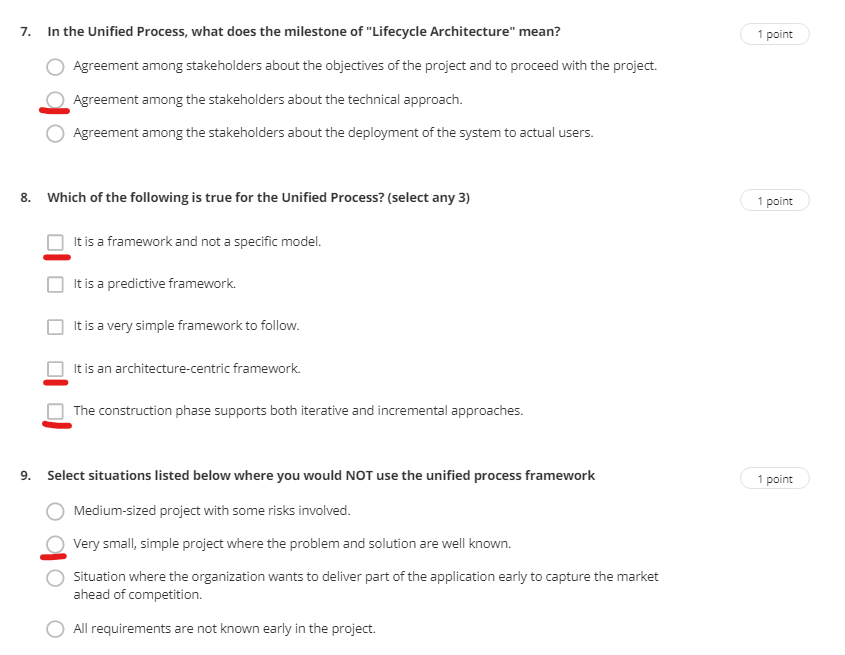 7. In the Unified Process, what does the milestone of "Lifecycle Architecture" mean? 1 point
Agreement among stakeholders about the objectives of the project and to proceed with the project.
Agreement among the stakeholders about the technical approach.
Agreement among the stakeholders about the deployment of the system to actual users.
8. Which of the following is true for the Unified Process? (select any 3) 1 point
It is a framework and not a specific model.
It is a predictive framework.
It is a very simple framework to follow.
It is an architecture-centric framework.
The construction phase supports both iterative and incremental approaches.
9. Select situations listed below where you would NOT use the unified process framework 1 point
Medium-sized project with some risks involved.
Very small, simple project where the problem and solution are well known.
Situation where the organization wants to deliver part of the application early to capture the market
ahead of competition.
All requirements are not known early in the project.